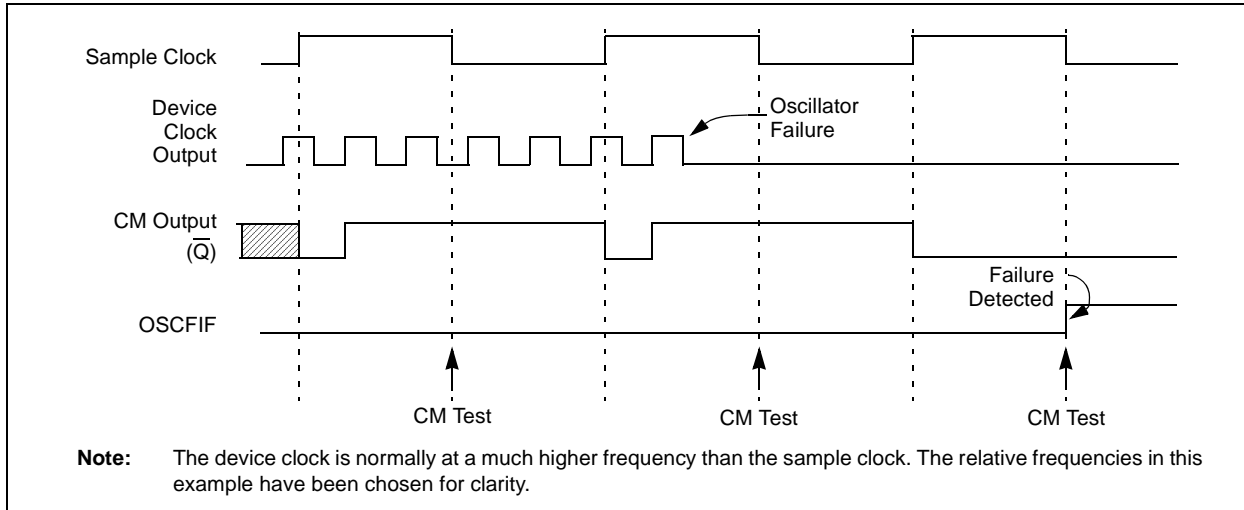 Sample Clock
Device
Clock
Output
Oscillator
Failure
CM Output
(Q̅)
Failure
Detected
OSCFIF
CM Test
CM Test
CM Test
Note: The device clock is normally at a much higher frequency than the sample clock. The relative frequencies in this
example have been chosen for clarity.